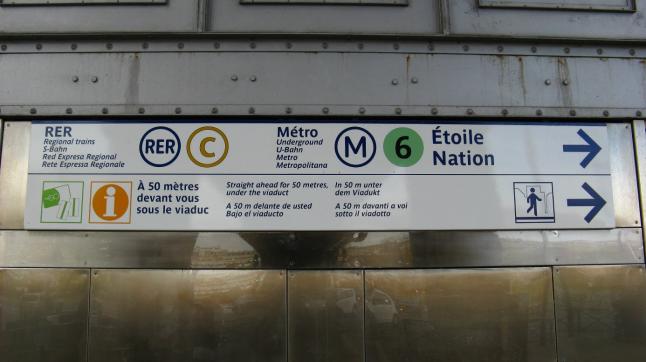 RER
Regional trains
S-Bahn
Red Expresa Regional
Rete Espressa Regionale
RER
C
Métro
Underground
U-Bahn
Metro
Metropolitana
M
6
Étoile
Nation
i
À 50 mètres
devant vous
sous le viaduc
Straight ahead for 50 metres,
under the viaduct
A 50 m delante de usted
Bajo el viaducto
In 50 m unter
dem Viadukt
A 50 m davanti a voi
sotto il viadotto